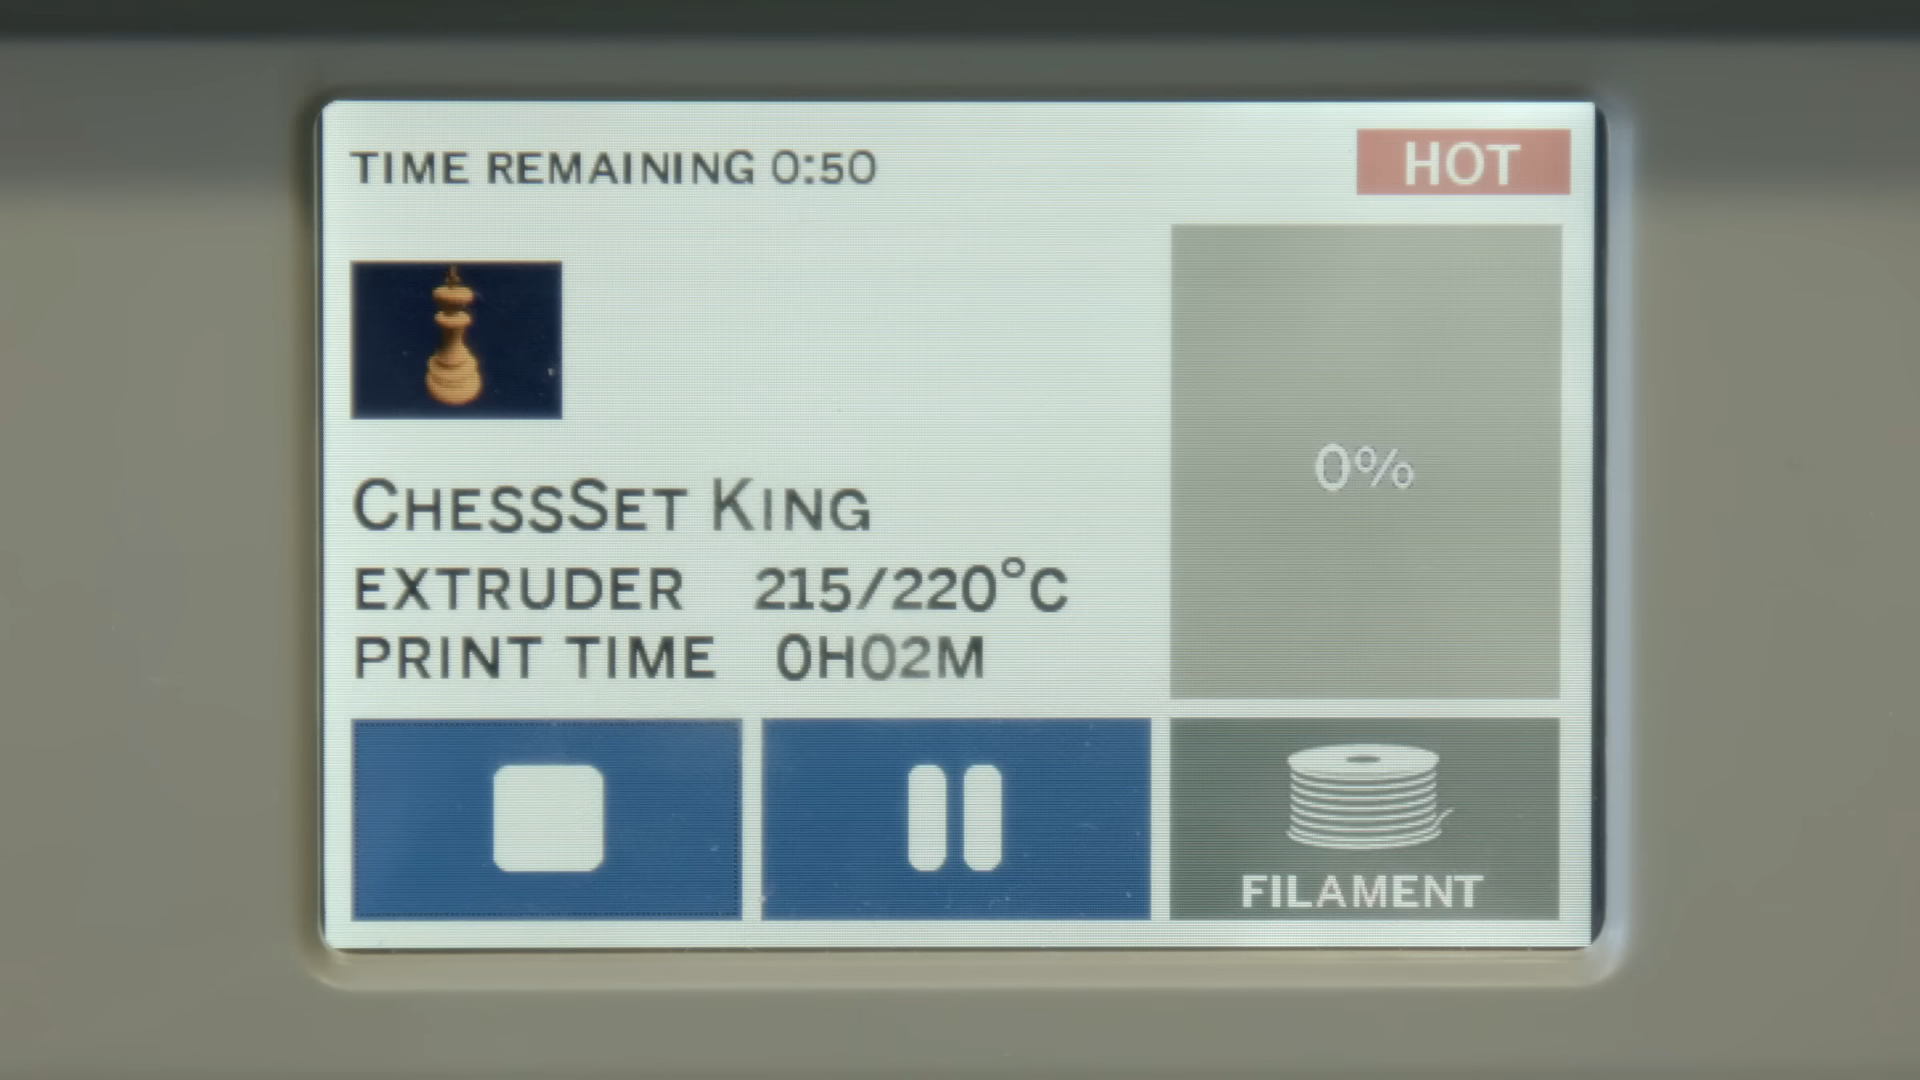 TIME REMAINING 0:50
HOT
0%
CHESSSET KING
EXTRUDER 215/220°C
PRINT TIME 0H02M
FILAMENT